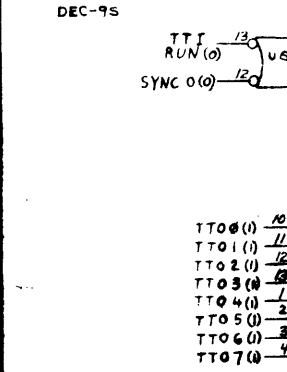 DEC-9S
TTI 13
RUN (0)
SYNC 0(0) 12
TTO 0 (1) 10
TTO 1 (1) 11
TTO 2 (1) 12
TTO 3 (1) 13
TTO 4 (1) 1
TTO 5 (1) 2
TTO 6 (1) 3
TTO 7 (1) 4